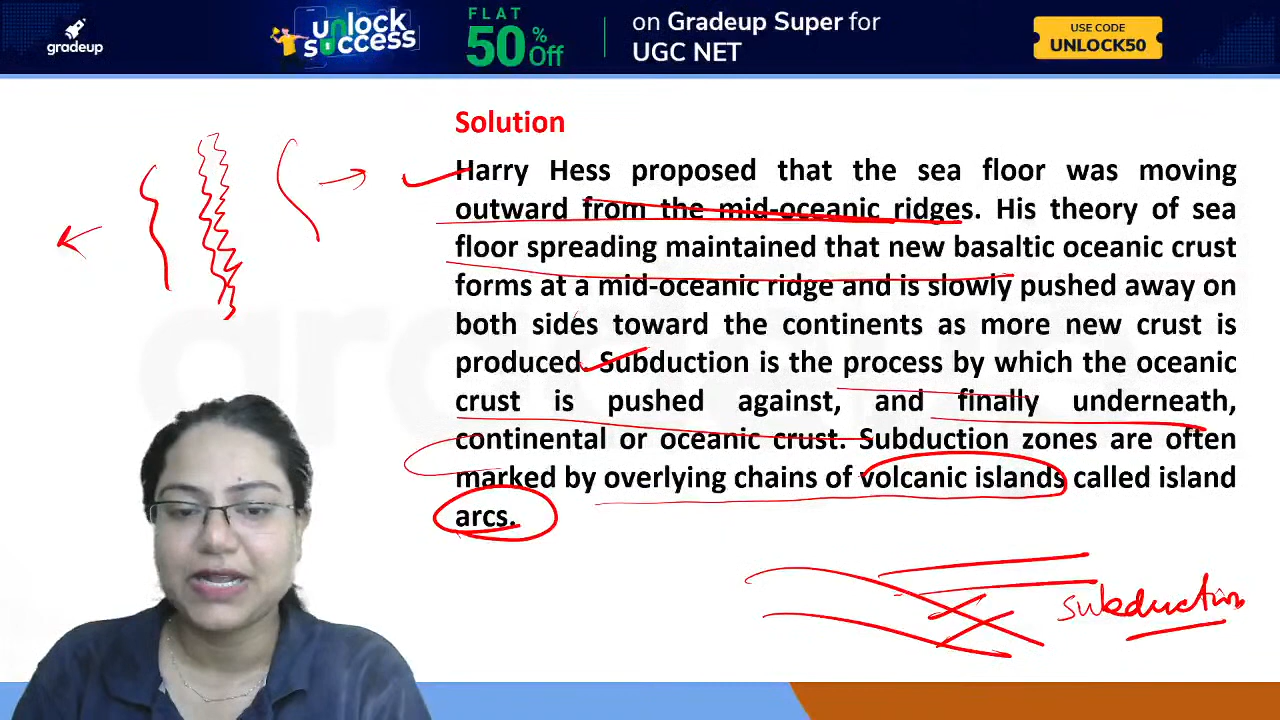 gradeup
unlock
success
FLAT
50%
Off
on Gradeup Super for
UGC NET
USE CODE
UNLOCK50
Solution
Harry Hess proposed that the sea floor was moving
outward from the mid-oceanic ridges. His theory of sea
floor spreading maintained that new basaltic oceanic crust
forms at a mid-oceanic ridge and is slowly pushed away on
both sides toward the continents as more new crust is
produced. Subduction is the process by which the oceanic
crust is pushed against, and finally underneath,
continental or oceanic crust. Subduction zones are often
marked by overlying chains of volcanic islands called island
arcs.
subduction